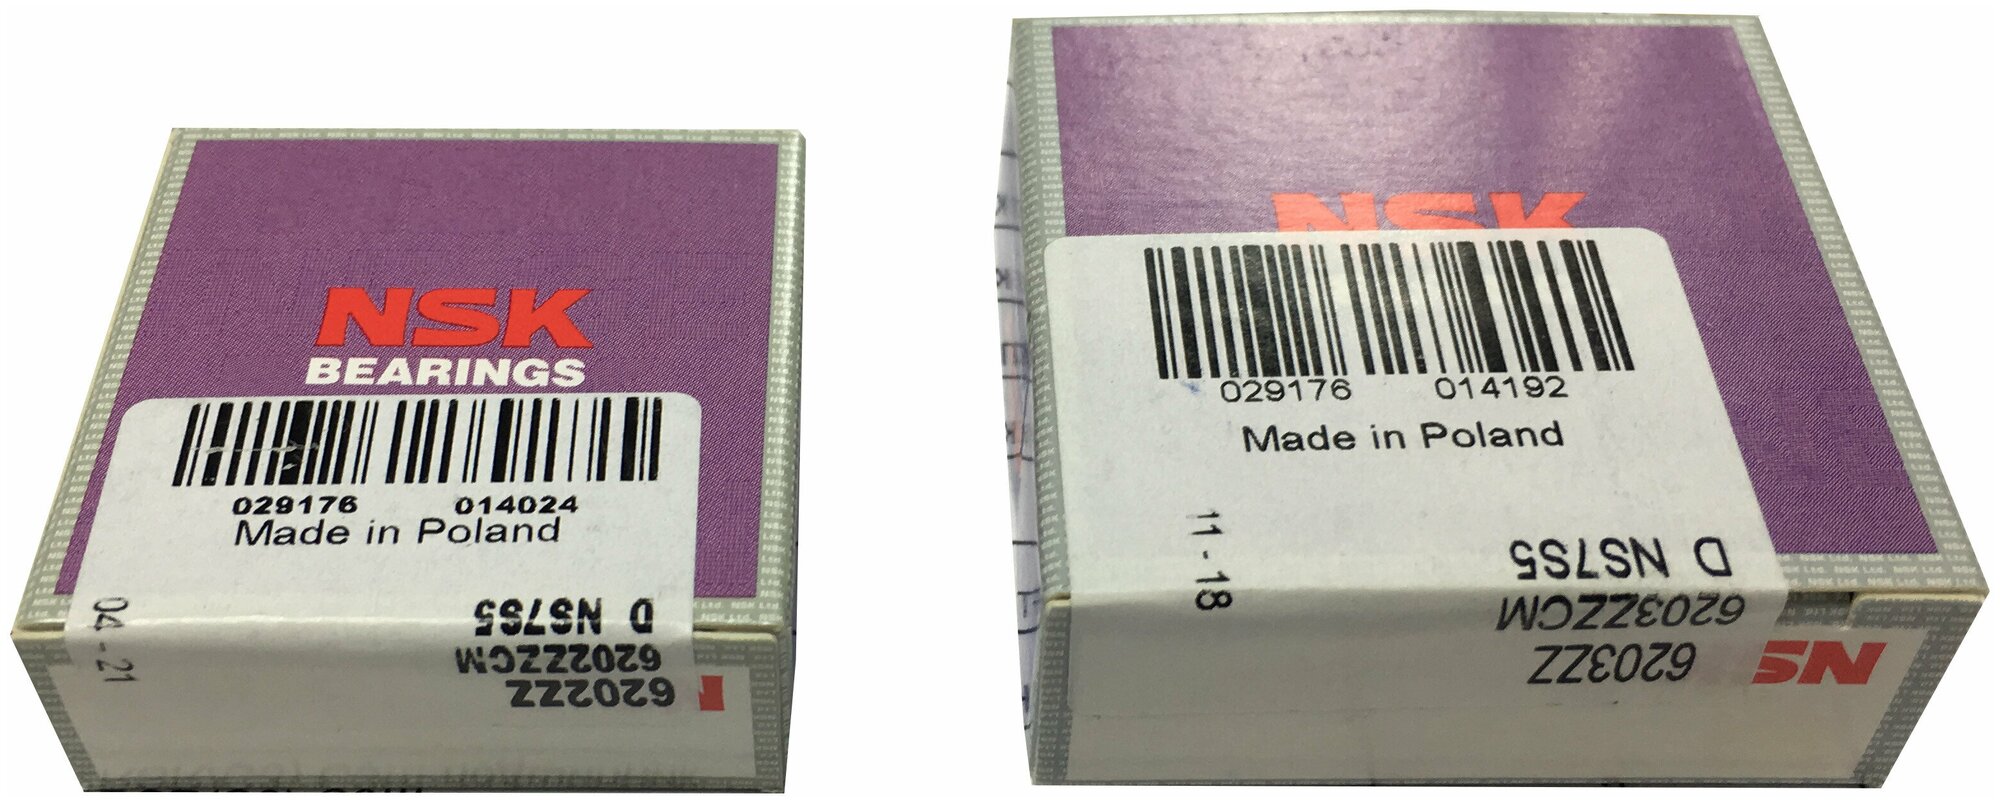 NSK
BEARINGS
029176 014024
Made in Poland
04 - 21
D NS7S5
6202ZZCM
6202ZZ
N
NSK
029176 014192
Made in Poland
11 - 18
D NS7S5
6203ZZCM
6203ZZ
NS